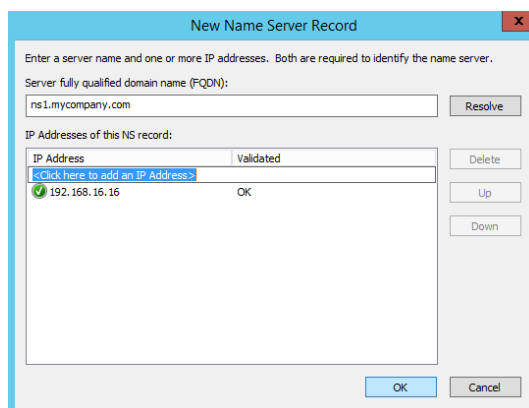 New Name Server Record
x
Enter a server name and one or more IP addresses. Both are required to identify the name server.
Server fully qualified domain name (FQDN):
ns1.mycompany.com
Resolve
IP Addresses of this NS record:
IP Address Validated
Delete
<Click here to add an IP Address>
192.168.16.16 OK
Up
Down
OK Cancel